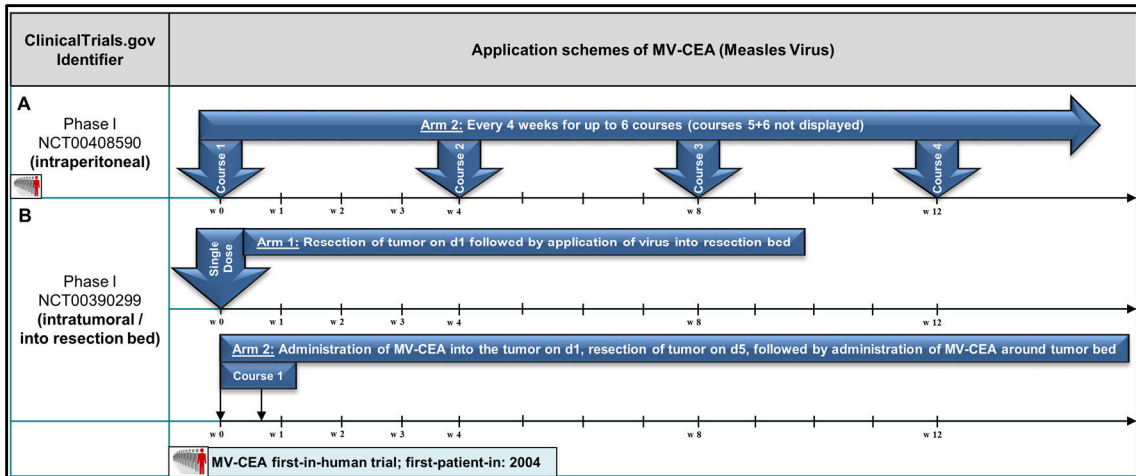 ClinicalTrials.gov
Identifier
Application schemes of MV-CEA (Measles Virus)
A
Phase I
NCT00408590
(intraperitoneal)
Arm 2: Every 4 weeks for up to 6 courses (courses 5+6 not displayed)
Course 1
Course 2
Course 3
Course 4
w 0 w 1 w 2 w 3 w 4 w 8 w 12
B
Phase I
NCT00390299
(intratumoral /
into resection bed)
Single
Dose
Arm 1: Resection of tumor on d1 followed by application of virus into resection bed
w 0 w 1 w 2 w 3 w 4 w 8 w 12
Arm 2: Administration of MV-CEA into the tumor on d1, resection of tumor on d5, followed by administration of MV-CEA around tumor bed
Course 1
w 0 w 1 w 2 w 3 w 4 w 8 w 12
MV-CEA first-in-human trial; first-patient-in: 2004